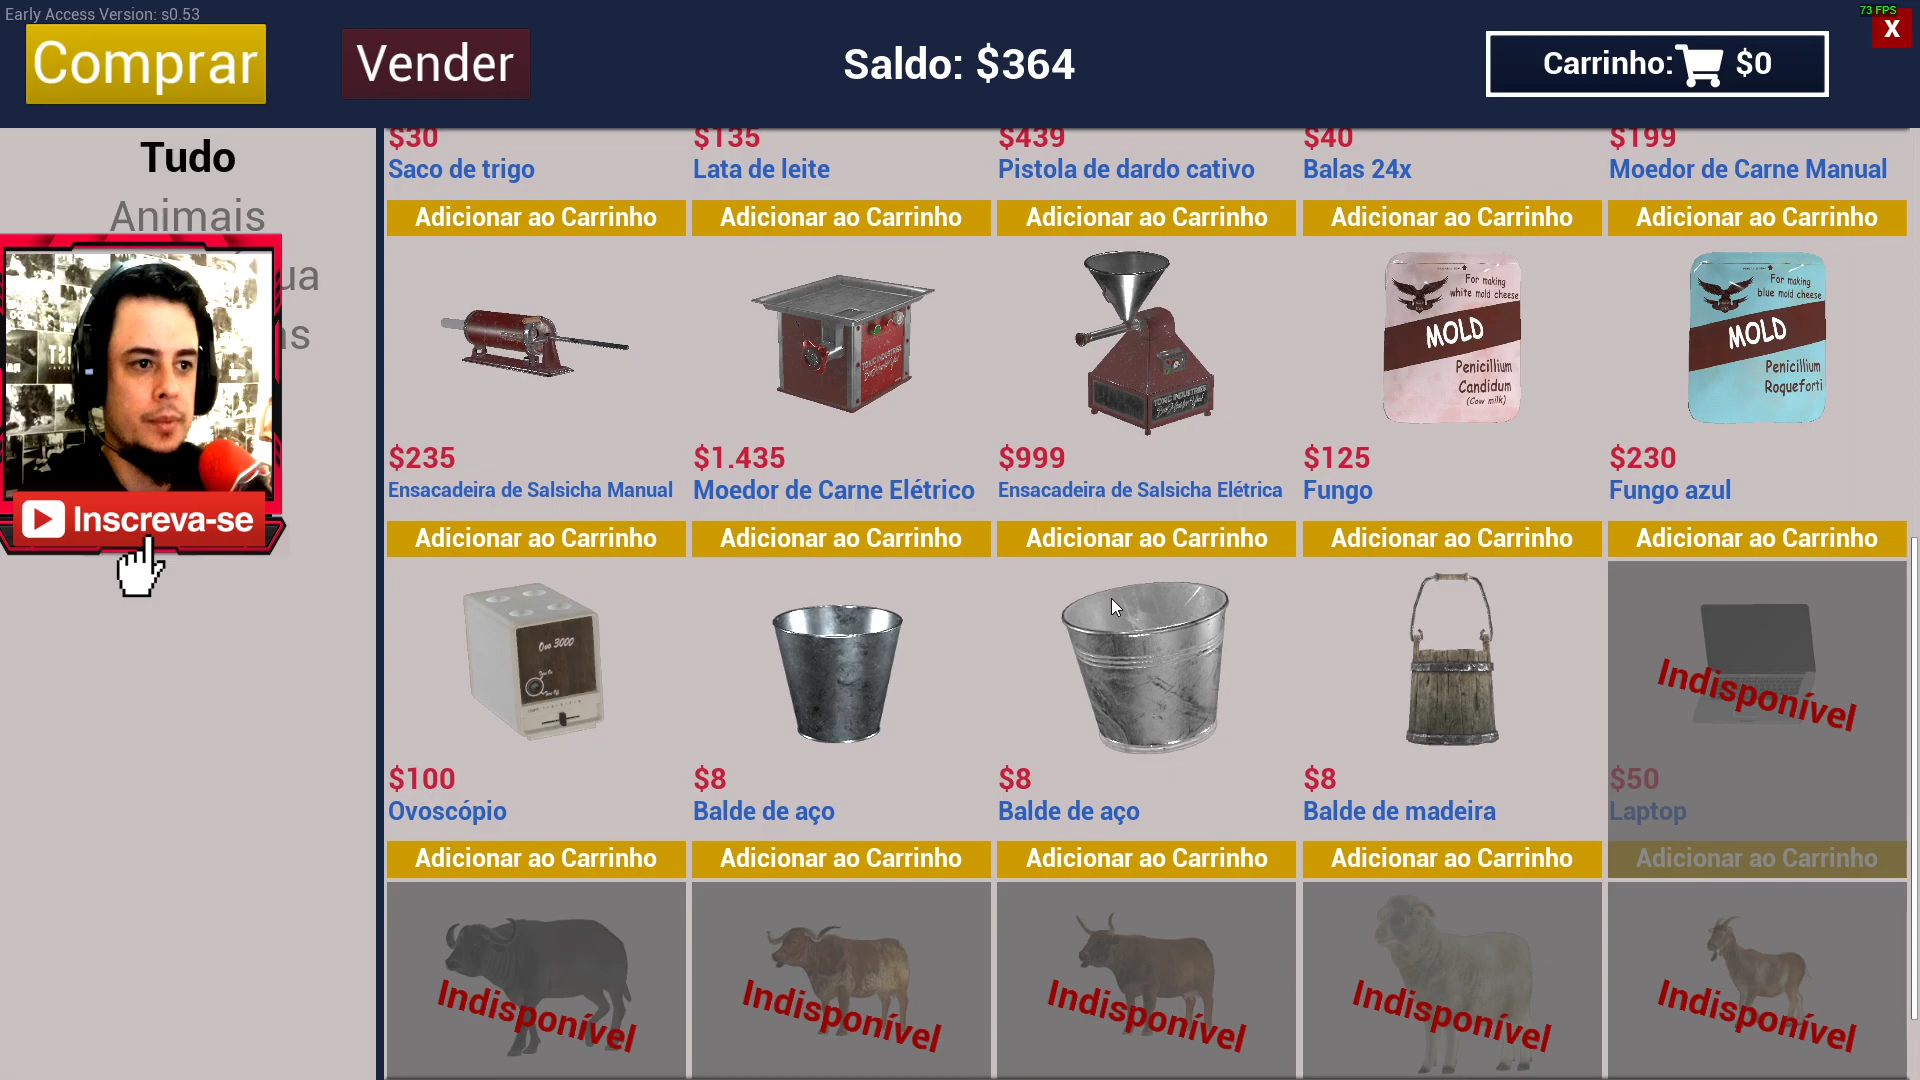 Early Access Version: s0.53
73 FPS
Comprar
Vender
Saldo: $364
Carrinho: $0
X
Tudo
Animais
ua
as
Inscreva-se
$30
$135
$439
$40
$199
Saco de trigo
Lata de leite
Pistola de dardo cativo
Balas 24x
Moedor de Carne Manual
Adicionar ao Carrinho
Adicionar ao Carrinho
Adicionar ao Carrinho
Adicionar ao Carrinho
Adicionar ao Carrinho
For making
white mold cheese
MOLD
Penicillium
Candidum
(Cow milk)
For making
blue mold cheese
MOLD
Penicillium
Roqueforti
$235
$1.435
$999
$125
$230
Ensacadeira de Salsicha Manual
Moedor de Carne Elétrico
Ensacadeira de Salsicha Elétrica
Fungo
Fungo azul
Adicionar ao Carrinho
Adicionar ao Carrinho
Adicionar ao Carrinho
Adicionar ao Carrinho
Adicionar ao Carrinho
Ovo 3000
Indisponível
$100
$8
$8
$8
$50
Ovoscópio
Balde de aço
Balde de aço
Balde de madeira
Laptop
Adicionar ao Carrinho
Adicionar ao Carrinho
Adicionar ao Carrinho
Adicionar ao Carrinho
Adicionar ao Carrinho
Indisponível
Indisponível
Indisponível
Indisponível
Indisponível